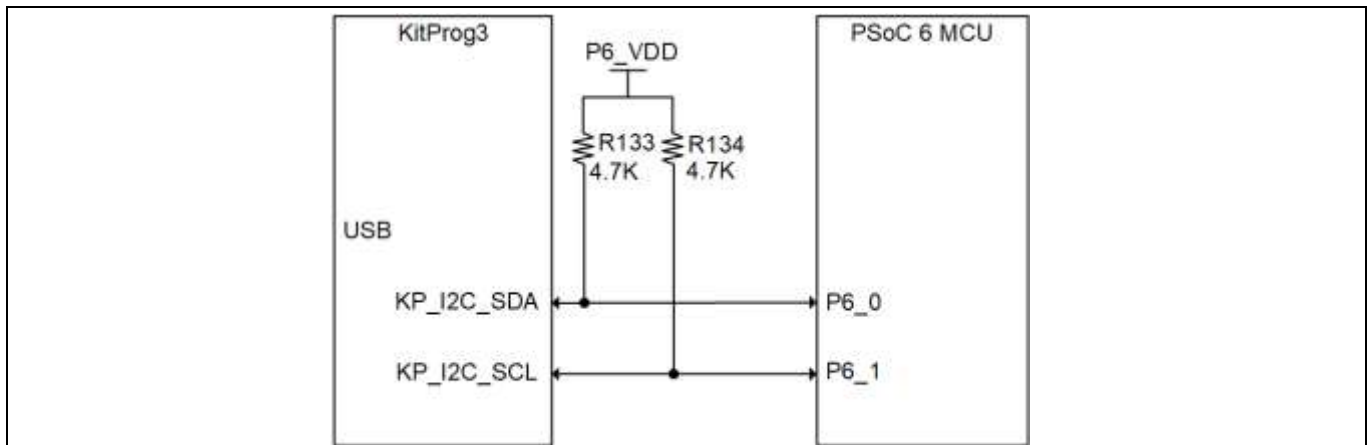 KitProg3
PSoC 6 MCU
P6_VDD
R133
R134
4.7K
4.7K
USB
KP_I2C_SDA
P6_0
KP_I2C_SCL
P6_1